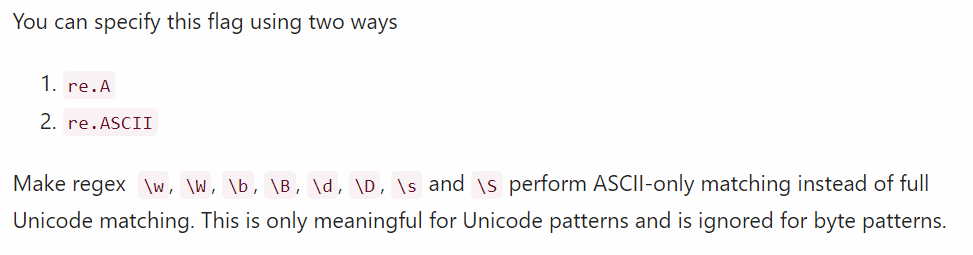 You can specify this flag using two ways
1. re.A
2. re.ASCII
Make regex \w, \W, \b, \B, \d, \D, \s and \S perform ASCII-only matching instead of full
Unicode matching. This is only meaningful for Unicode patterns and is ignored for byte patterns.